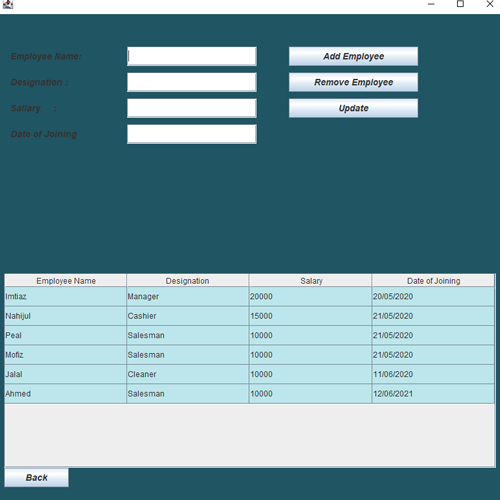 Employee Name: Add Employee
Designation : Remove Employee
Sallary : Update
Date of Joining
Employee Name Designation Salary Date of Joining
Imtiaz Manager 20000 20/05/2020
Nahijul Cashier 15000 21/05/2020
Peal Salesman 10000 21/05/2020
Mofiz Salesman 10000 21/05/2020
Jalal Cleaner 10000 11/06/2020
Ahmed Salesman 10000 12/06/2021
Back